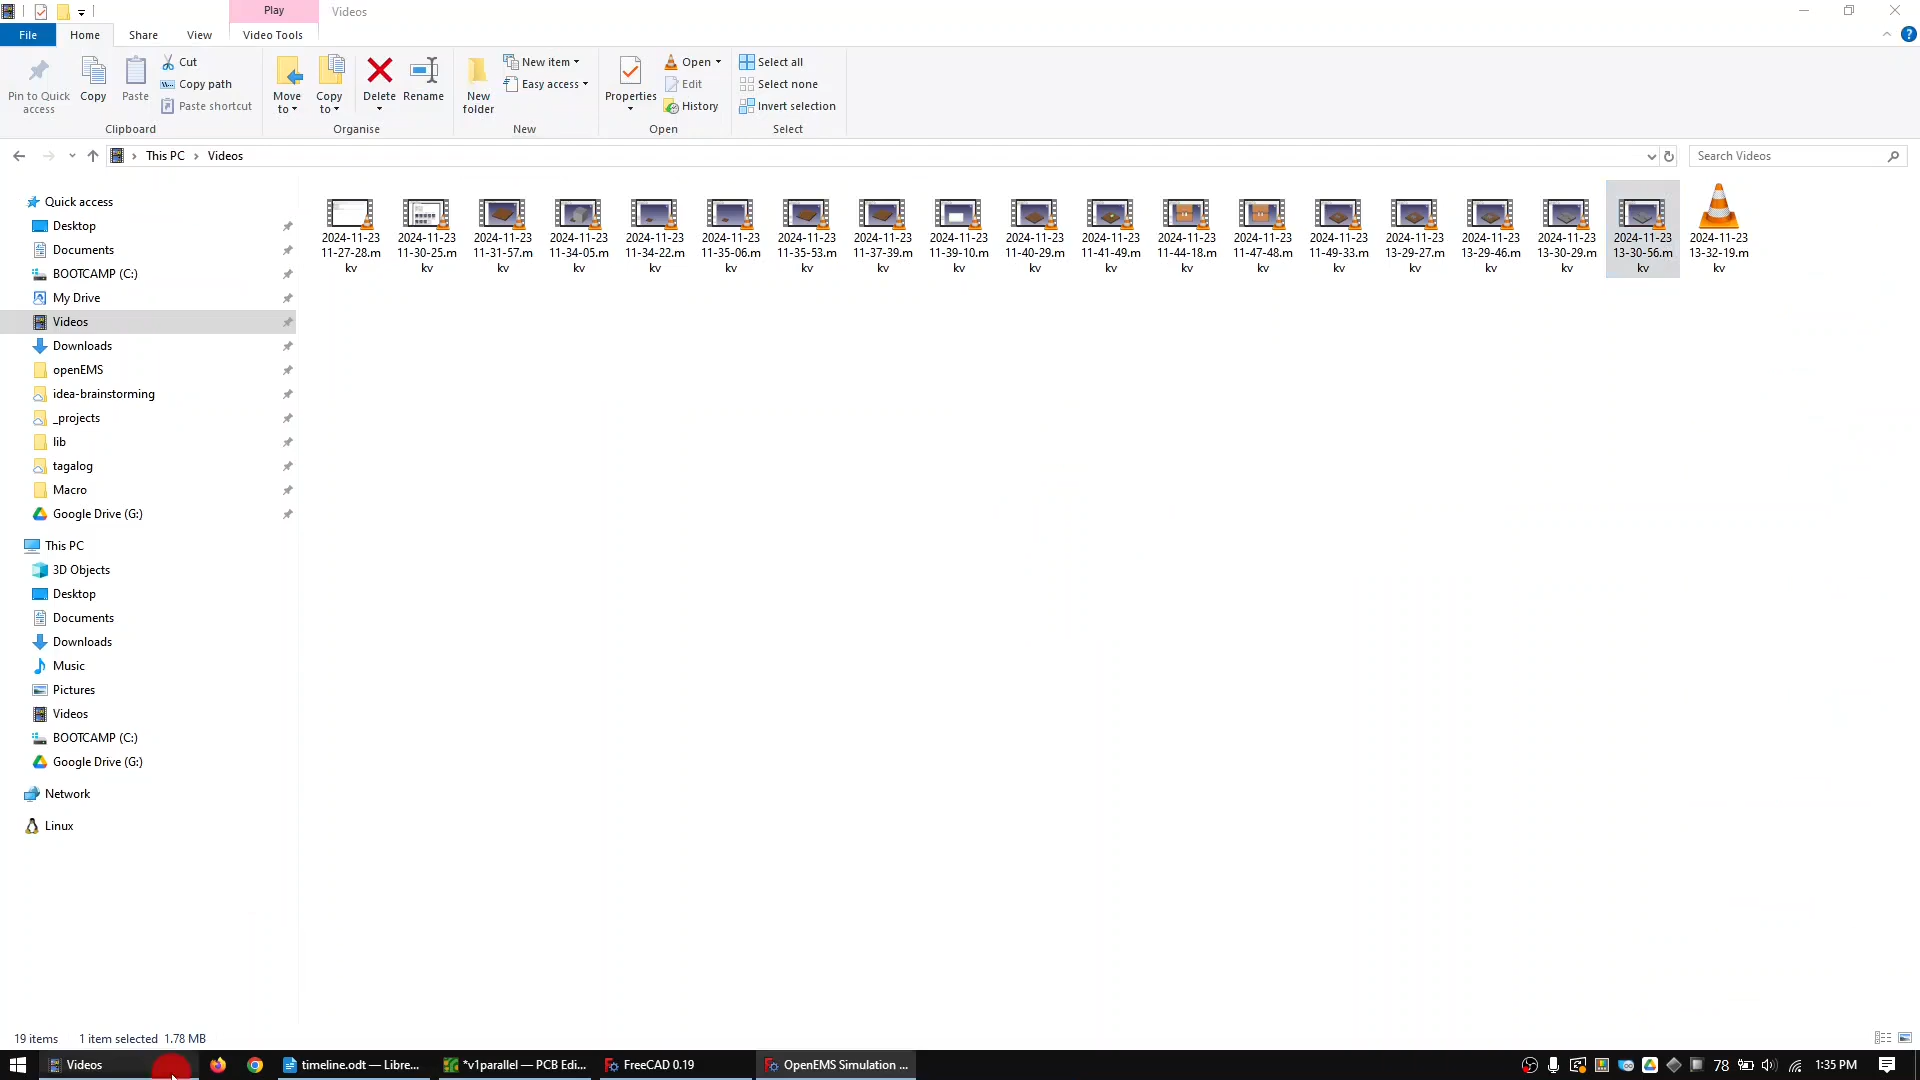 Play
Videos
File
Home
Share
View
Video Tools
Pin to Quick access
Copy
Paste
Cut
Copy path
Paste shortcut
Clipboard
Move to
Copy to
Delete
Rename
Organise
New folder
New item
Easy access
New
Properties
Open
Edit
History
Open
Select all
Select none
Invert selection
Select
This PC
Videos
Search Videos
Quick access
Desktop
Documents
BOOTCAMP (C:)
My Drive
Videos
Downloads
openEMS
idea-brainstorming
_projects
lib
tagalog
Macro
Google Drive (G:)
This PC
3D Objects
Desktop
Documents
Downloads
Music
Pictures
Videos
BOOTCAMP (C:)
Google Drive (G:)
Network
Linux
2024-11-23 11-27-28.mkv
2024-11-23 11-30-25.mkv
2024-11-23 11-31-57.mkv
2024-11-23 11-34-05.mkv
2024-11-23 11-34-22.mkv
2024-11-23 11-35-06.mkv
2024-11-23 11-35-53.mkv
2024-11-23 11-37-39.mkv
2024-11-23 11-39-10.mkv
2024-11-23 11-40-29.mkv
2024-11-23 11-41-49.mkv
2024-11-23 11-44-18.mkv
2024-11-23 11-47-48.mkv
2024-11-23 11-49-33.mkv
2024-11-23 13-29-27.mkv
2024-11-23 13-29-46.mkv
2024-11-23 13-30-29.mkv
2024-11-23 13-30-56.mkv
2024-11-23 13-32-19.mkv
19 items
1 item selected 1.78 MB
Videos
timeline.odt — Libre...
*v1parallel — PCB Edi...
FreeCAD 0.19
OpenEMS Simulation ...
78
1:35 PM